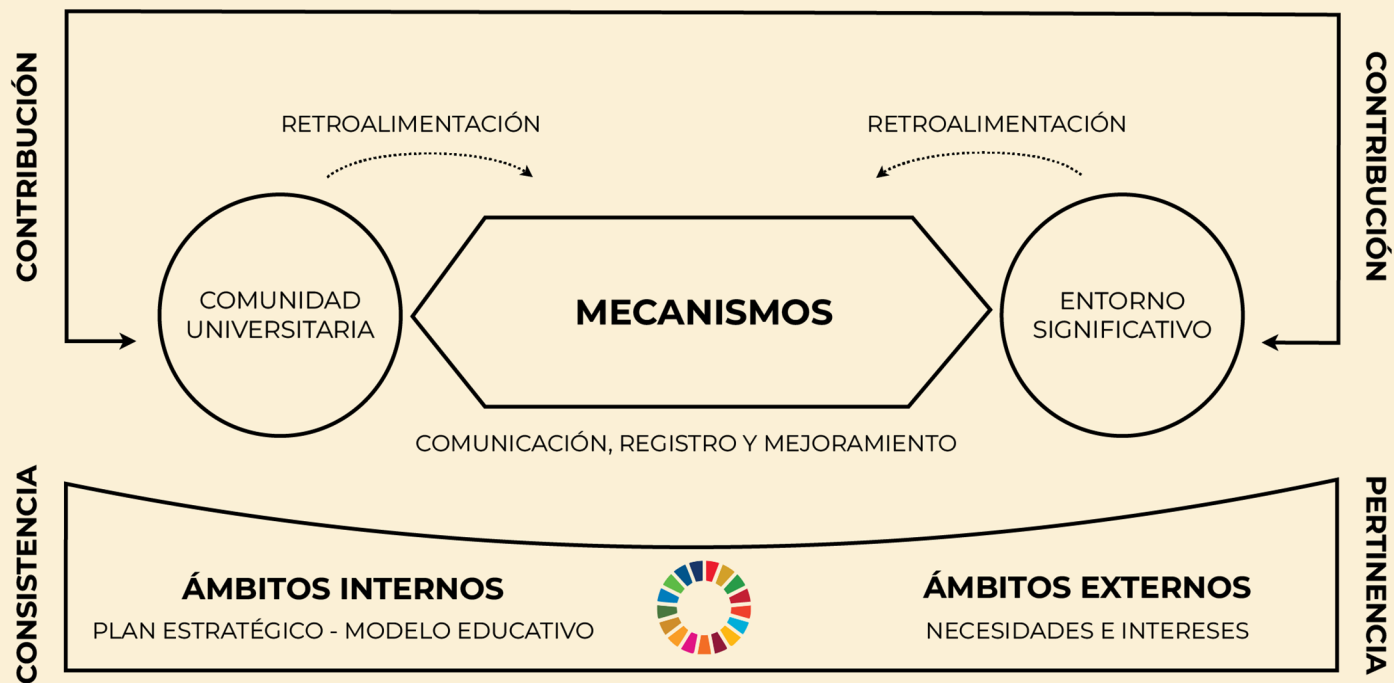 CONTRIBUCIÓN
CONTRIBUCIÓN
RETROALIMENTACIÓN
RETROALIMENTACIÓN
COMUNIDAD
UNIVERSITARIA
MECANISMOS
ENTORNO
SIGNIFICATIVO
COMUNICACIÓN, REGISTRO Y MEJORAMIENTO
CONSISTENCIA
PERTINENCIA
ÁMBITOS INTERNOS
PLAN ESTRATÉGICO - MODELO EDUCATIVO
ÁMBITOS EXTERNOS
NECESIDADES E INTERESES